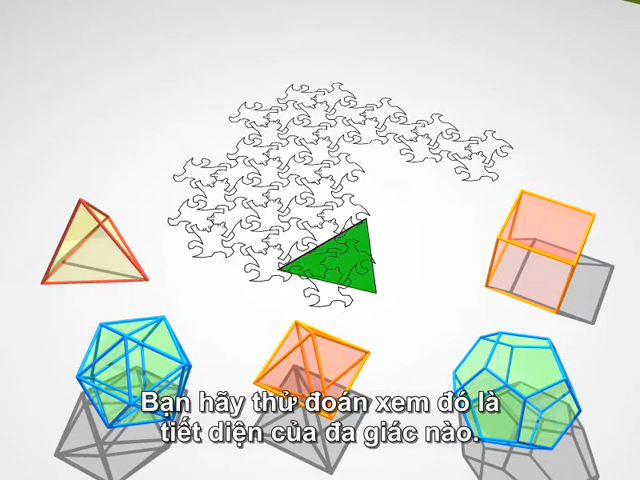 Bạn hãy thử đoán xem đó là
tiết diện của đa giác nào.